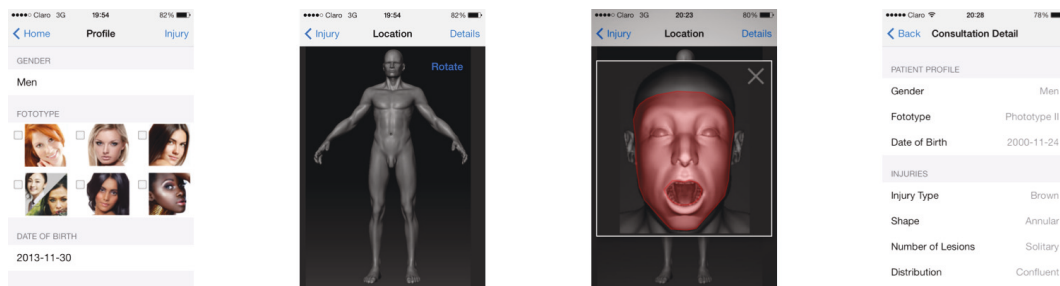 Claro 3G 19:54 82%
Home Profile Injury
GENDER
Men
FOTOTYPE
DATE OF BIRTH
2013-11-30
Claro 3G 19:54 82%
Injury Location Details
Rotate
Claro 3G 20:23 80%
Injury Location Details
Claro 20:28 78%
Back Consultation Detail
PATIENT PROFILE
Gender Men
Fototype Phototype II
Date of Birth 2000-11-24
INJURIES
Injury Type Brown
Shape Annular
Number of Lesions Solitary
Distribution Confluent